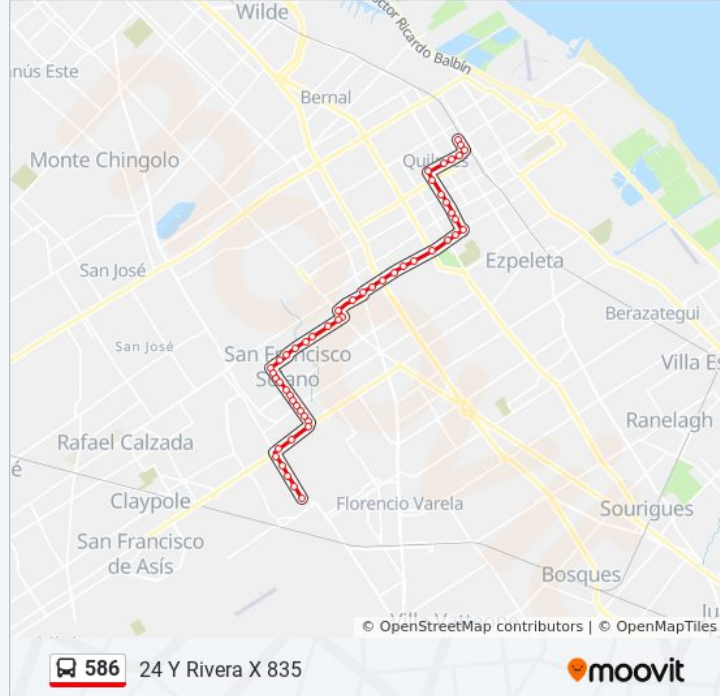 Wilde
ctor Ricardo Balbín
nús Este
Bernal
Monte Chingolo
Quilmes
San José
Ezpeleta
Berazategui
San José
San Francisco
Solano
Villa Es
Ranelagh
Rafael Calzada
é
Claypole
Florencio Varela
Sourigues
San Francisco
de Asís
Bosques
© OpenStreetMap contributors | © OpenMapTiles
586 24 Y Rivera X 835
moovit